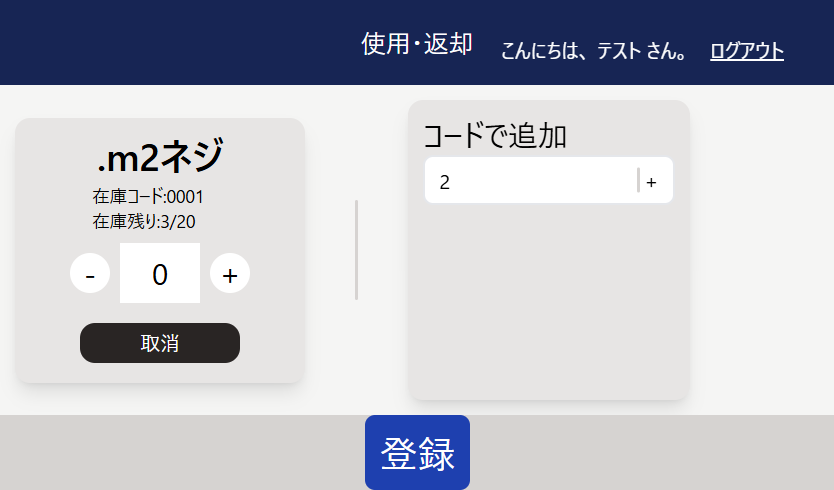 使用・返却
こんにちは、テスト さん。 ログアウト
.m2ネジ
在庫コード:0001
在庫残り:3/20
- 0 +
取消
コードで追加
2 +
登録